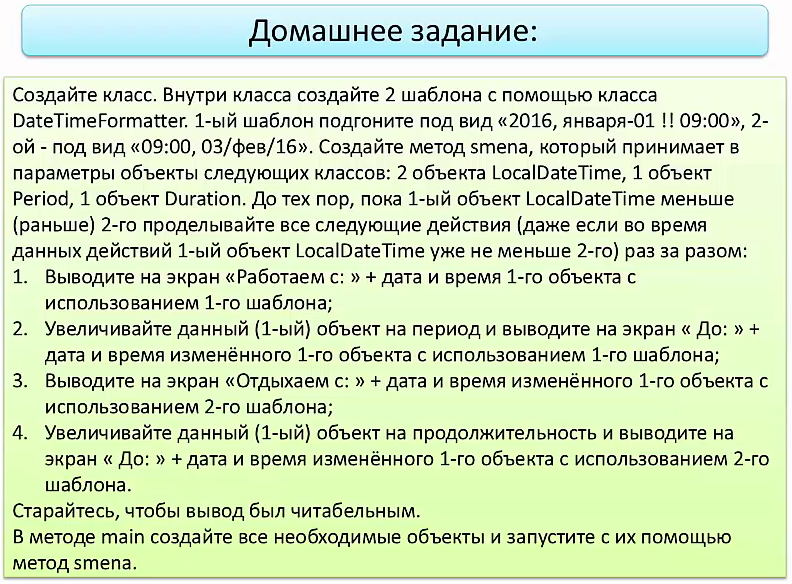 Домашнее задание:
Создайте класс. Внутри класса создайте 2 шаблона с помощью класса
DateTimeFormatter. 1-ый шаблон подгоните под вид «2016, января-01 !! 09:00», 2-
ой - под вид «09:00, 03/фев/16». Создайте метод smena, который принимает в
параметры объекты следующих классов: 2 объекта LocalDateTime, 1 объект
Period, 1 объект Duration. До тех пор, пока 1-ый объект LocalDateTime меньше
(раньше) 2-го проделывайте все следующие действия (даже если во время
данных действий 1-ый объект LocalDateTime уже не меньше 2-го) раз за разом:
1. Выводите на экран «Работаем с: » + дата и время 1-го объекта с
использованием 1-го шаблона;
2. Увеличивайте данный (1-ый) объект на период и выводите на экран « До: » +
дата и время изменённого 1-го объекта с использованием 1-го шаблона;
3. Выводите на экран «Отдыхаем с: » + дата и время изменённого 1-го объекта с
использованием 2-го шаблона;
4. Увеличивайте данный (1-ый) объект на продолжительность и выводите на
экран « До: » + дата и время изменённого 1-го объекта с использованием 2-го
шаблона.
Старайтесь, чтобы вывод был читабельным.
В методе main создайте все необходимые объекты и запустите с их помощью
метод smena.